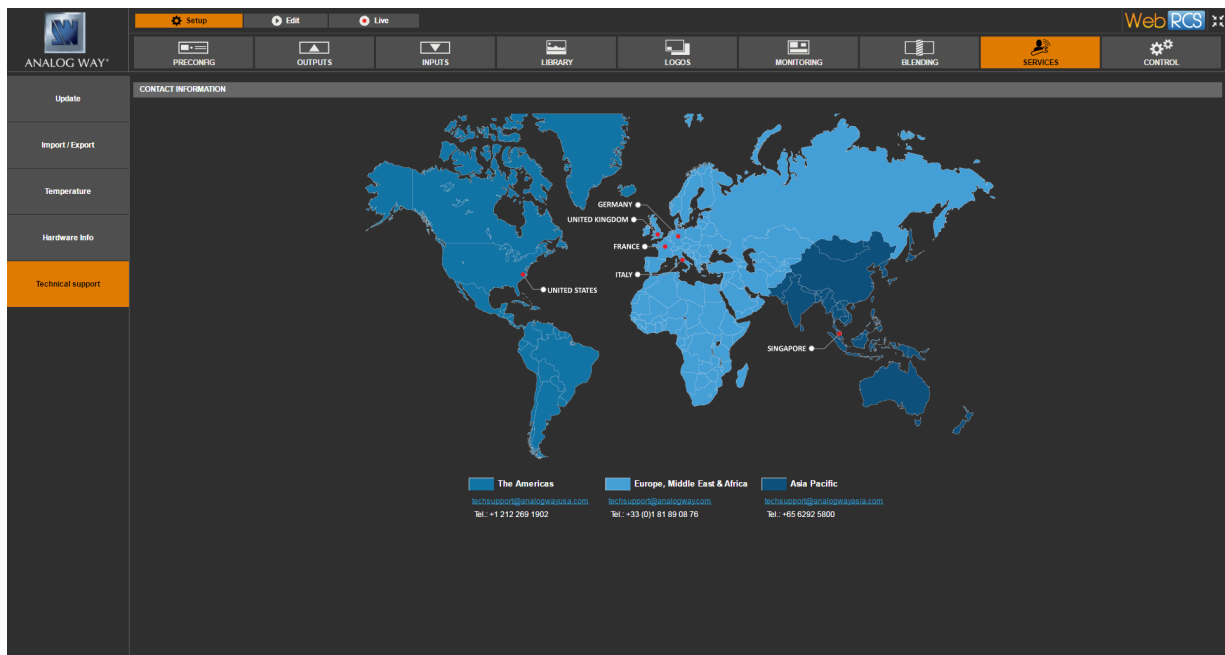 Setup
Edit
Live
Web RCS
ANALOG WAY®
PRECONFIG
OUTPUTS
INPUTS
LIBRARY
LOGOS
MONITORING
BLENDING
SERVICES
CONTROL
Update
Import / Export
Temperature
Hardware Info
Technical support
CONTACT INFORMATION
GERMANY
UNITED KINGDOM
FRANCE
ITALY
UNITED STATES
SINGAPORE
The Americas
techsupport@analogwayusa.com
Tel.: +1 212 269 1902
Europe, Middle East & Africa
techsupport@analogway.com
Tel.: +33 (0)1 81 89 08 76
Asia Pacific
techsupport@analogwayasia.com
Tel.: +65 6292 5800